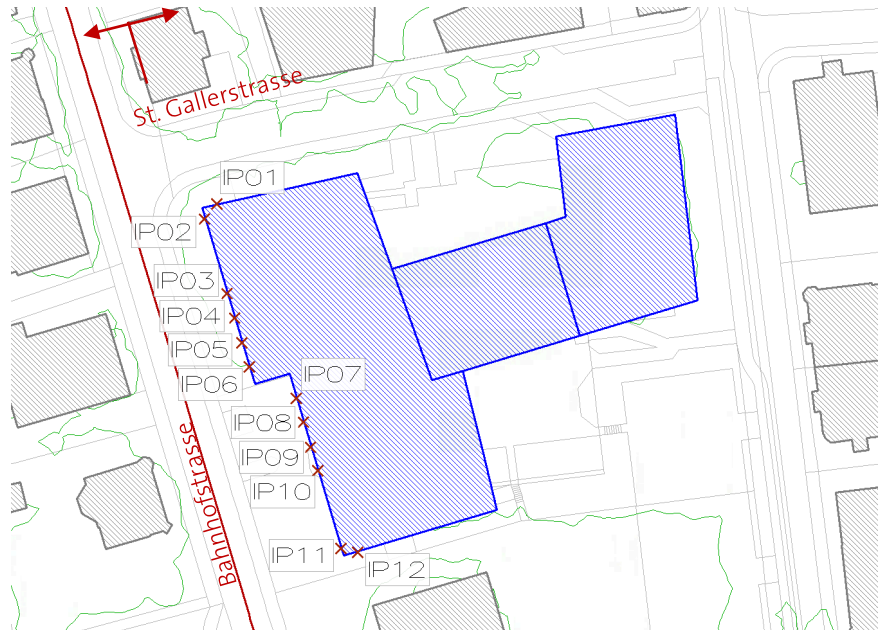 St. Gallerstrasse
IP01
IP02
IP03
IP04
IP05
IP06
IP07
IP08
IP09
IP10
IP11
IP12
Bahnhofstrasse